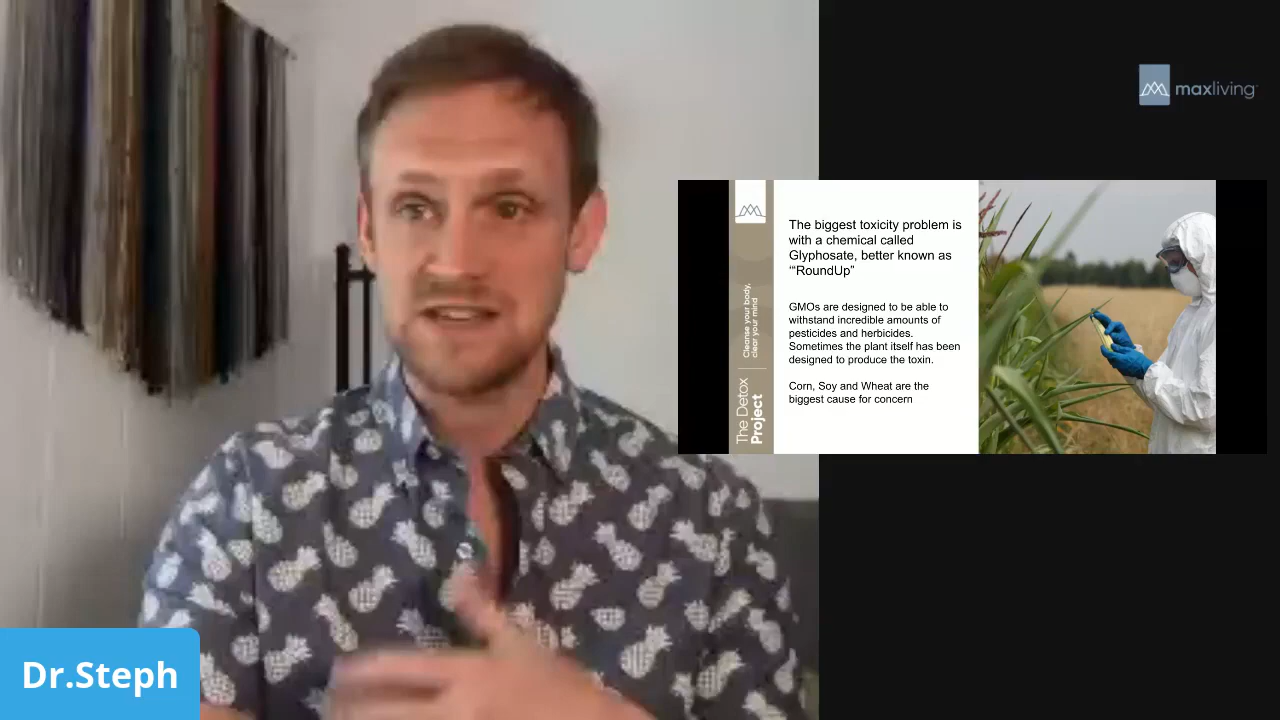 maxliving
The biggest toxicity problem is
with a chemical called
Glyphosate, better known as
‘“RoundUp”
GMOs are designed to be able to
withstand incredible amounts of
pesticides and herbicides.
Sometimes the plant itself has been
designed to produce the toxin.
Corn, Soy and Wheat are the
biggest cause for concern
Cleanse your body,
clear your mind
The Detox
Project
Dr.Steph